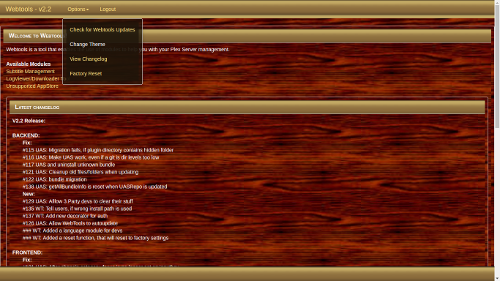 Webtools - v2.2 Options Logout
Check for Webtools Updates
Change Theme
View Changelog
Factory Reset
Welcome to Webtools
Webtools is a tool that you with your Plex Server management
Available Modules
Subtitle Management
LogViewer/Downloader
Unsupported AppStore
Latest changelog
V2.2 Release:
BACKEND:
Fix:
#115 UAS: Migration fails, if plugin directory contains hidden folder
#116 UAS: Make UAS work, even if a git is dir levels too low
#117 UAS and uninstall unknown bundle
#121 UAS: Cleanup old files/folders when updating
#122 UAS: bundle migration
#138 UAS: getAllBundleInfo is reset when UASRepo is updated
New:
#129 UAS: Allow 3 Party devs to clear their stuff
#135 WT: Tell users, if wrong install path is used
#137 WT: Add new decorator for auth
#126 UAS: Allow WebTools to autoupdate
### WT: Added a language module for devs
### WT: Added a reset function, that will reset to factory settings
FRONTEND:
Fix: